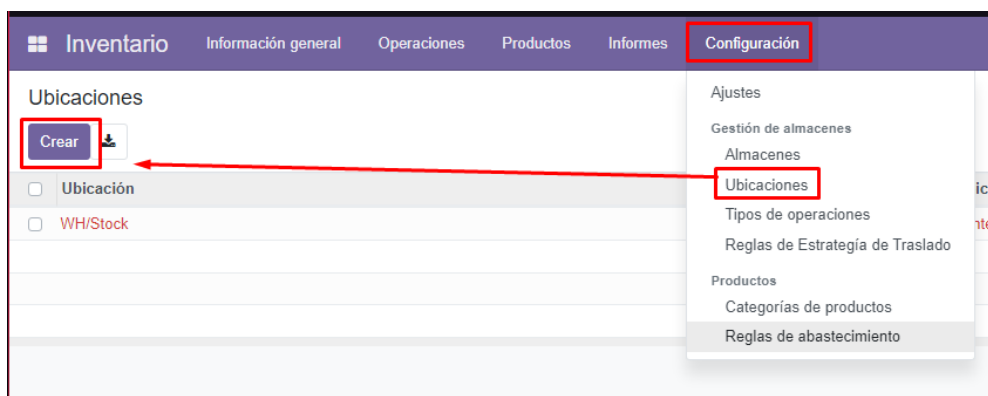 Inventario Información general Operaciones Productos Informes Configuración
Ubicaciones
Crear
Ubicación
WH/Stock
Ajustes
Gestión de almacenes
Almacenes
Ubicaciones
Tipos de operaciones
Reglas de Estrategía de Traslado
Productos
Categorías de productos
Reglas de abastecimiento